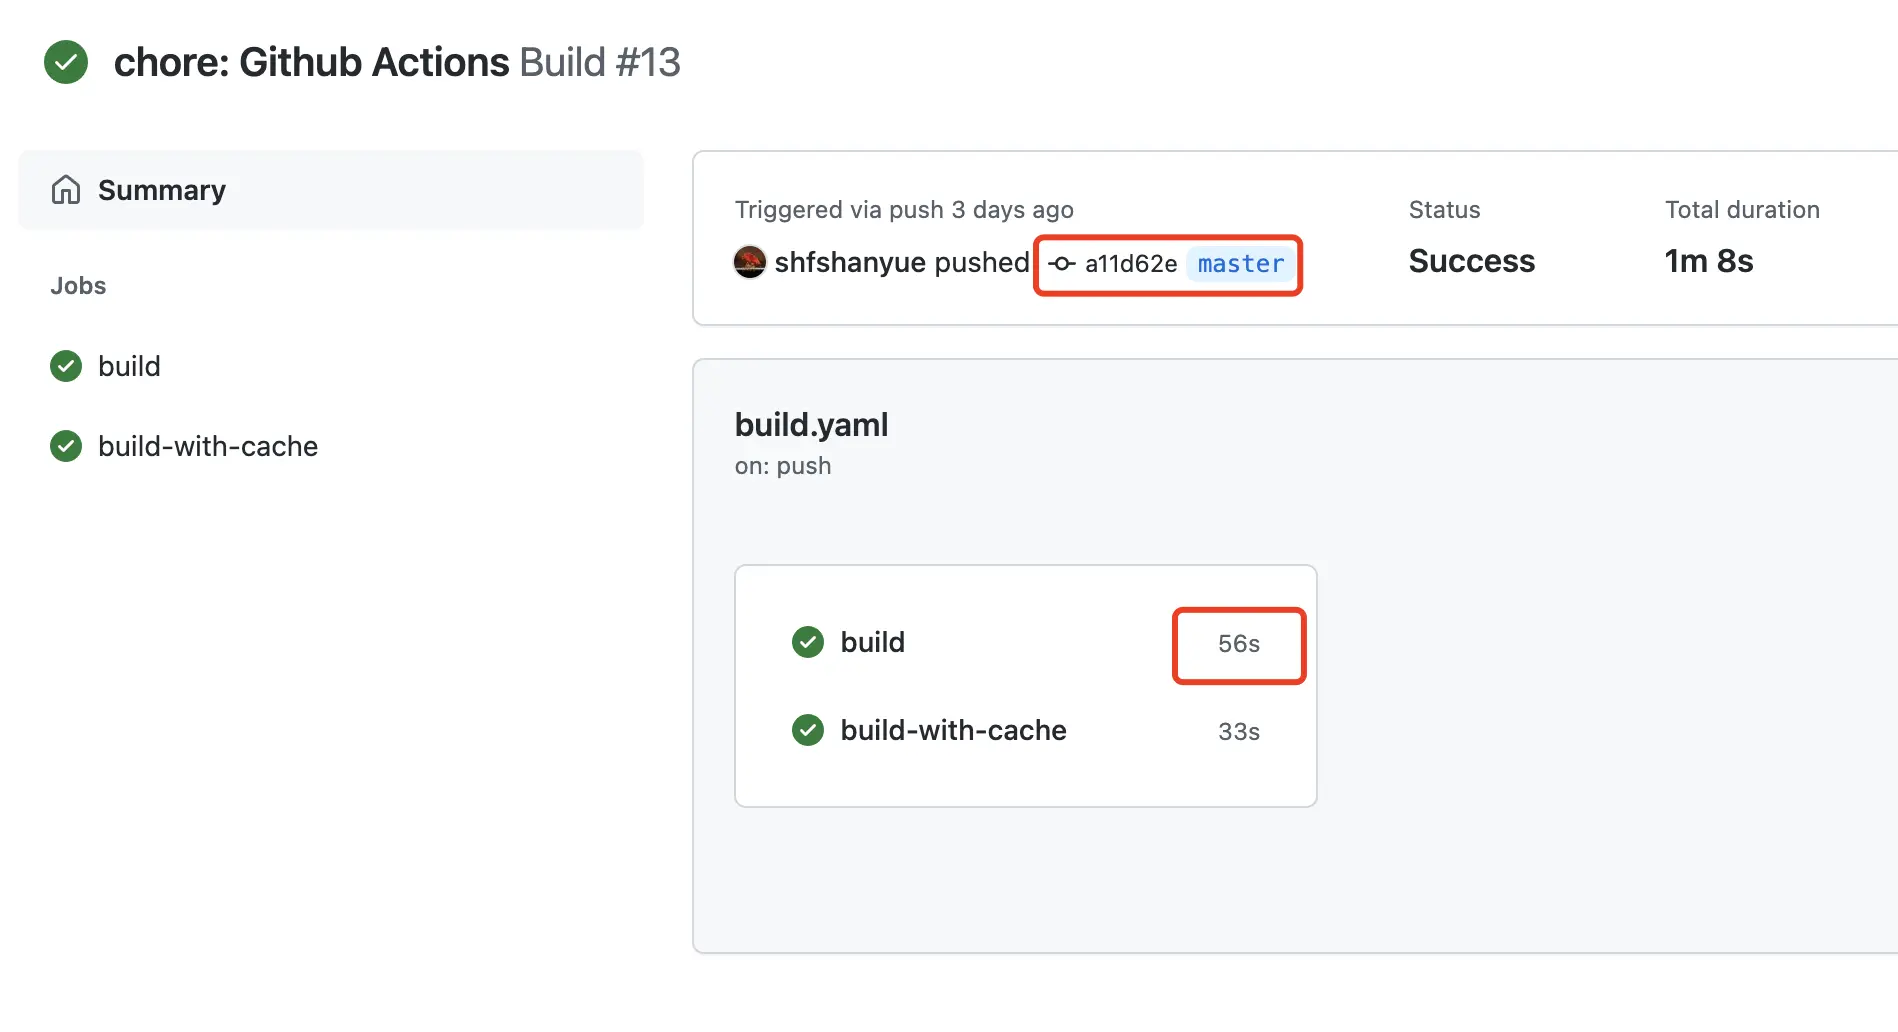 chore: Github Actions Build #13
Summary
Jobs
build
build-with-cache
Triggered via push 3 days ago
shfshanyue pushed a11d62e master
Status
Success
Total duration
1m 8s
build.yaml
on: push
build 56s
build-with-cache 33s